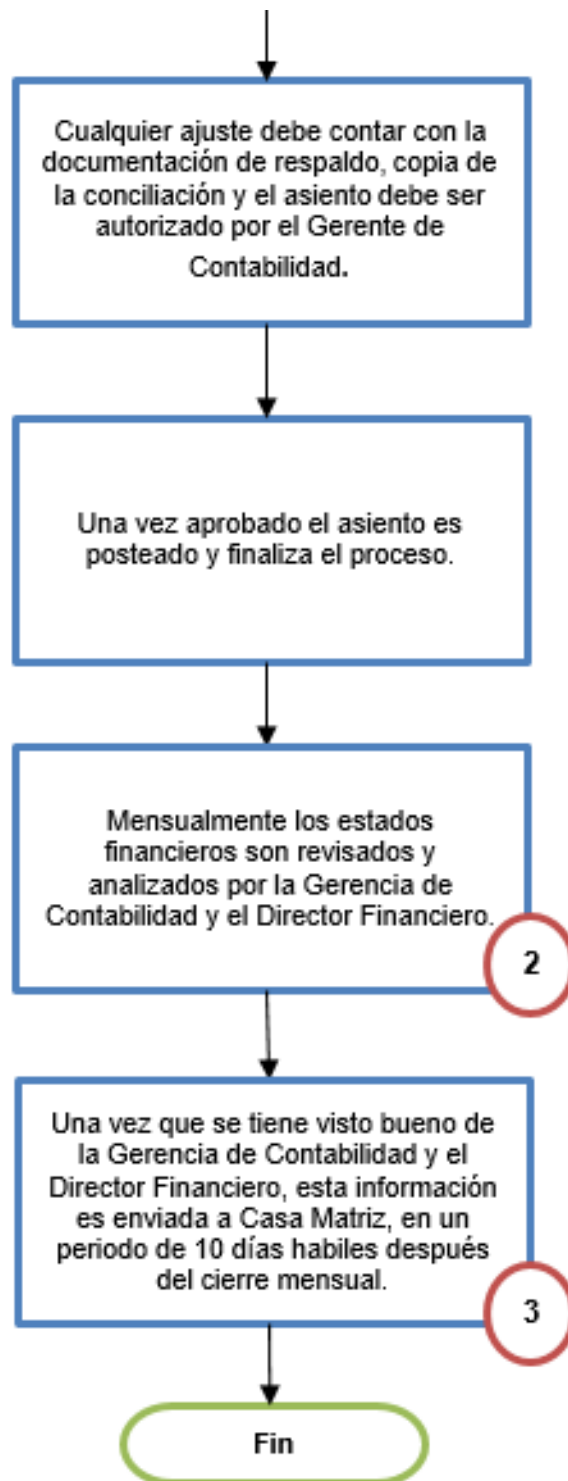 Cualquier ajuste debe contar con la
documentación de respaldo, copia de
la conciliación y el asiento debe ser
autorizado por el Gerente de
Contabilidad.
Una vez aprobado el asiento es
posteado y finaliza el proceso.
Mensualmente los estados
financieros son revisados y
analizados por la Gerencia de
Contabilidad y el Director Financiero.
2
Una vez que se tiene visto bueno de
la Gerencia de Contabilidad y el
Director Financiero, esta información
es enviada a Casa Matriz, en un
periodo de 10 días habiles después
del cierre mensual.
3
Fin